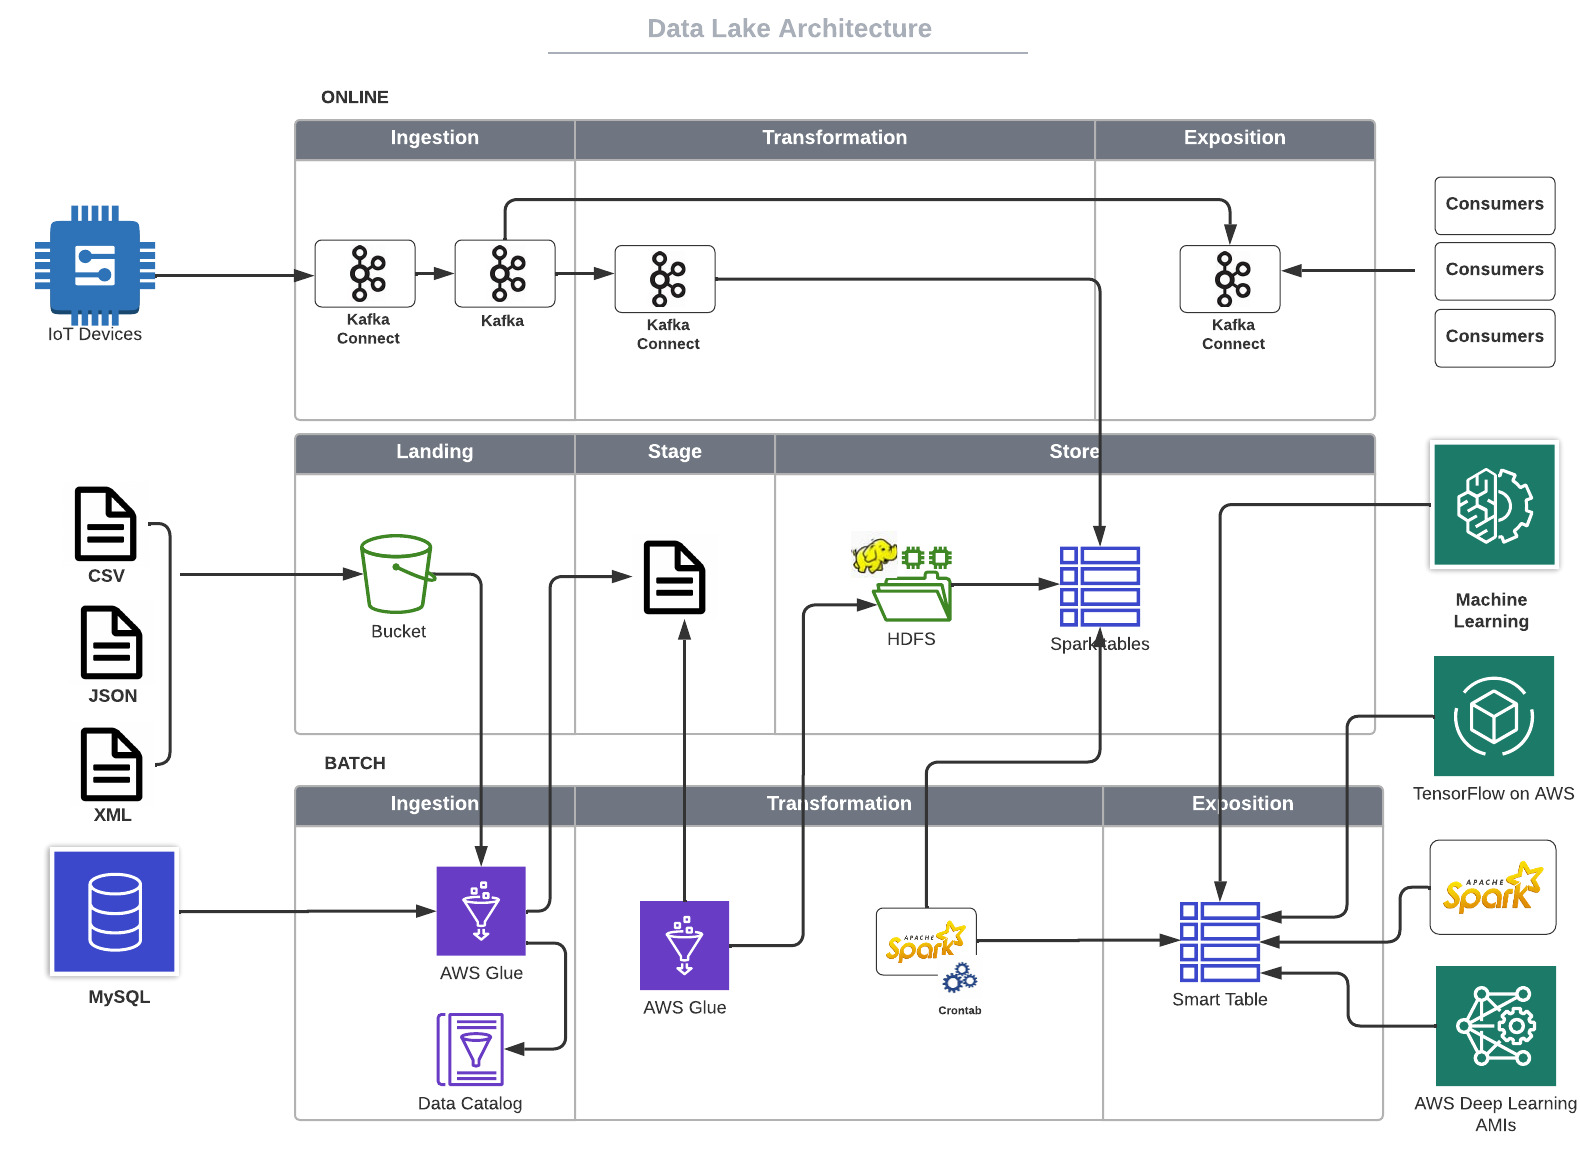 Data Lake Architecture
ONLINE
Ingestion
Transformation
Exposition
IoT Devices
Kafka
Connect
Kafka
Kafka
Connect
Kafka
Connect
Consumers
Consumers
Consumers
Landing
Stage
Store
CSV
JSON
XML
Bucket
HDFS
Spark tables
Machine
Learning
TensorFlow on AWS
BATCH
Ingestion
Transformation
Exposition
MySQL
AWS Glue
Data Catalog
AWS Glue
APACHE
Spark
Crontab
Smart Table
APACHE
Spark
AWS Deep Learning
AMIs